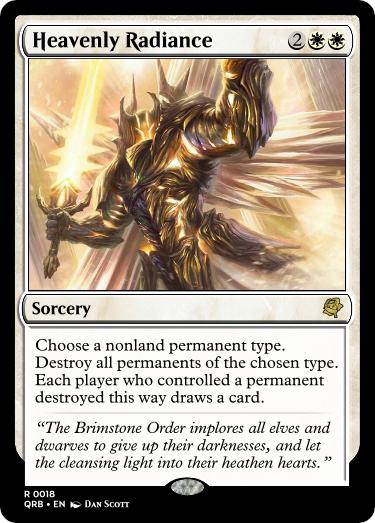 Heavenly Radiance 2
Sorcery
Choose a nonland permanent type.
Destroy all permanents of the chosen type.
Each player who controlled a permanent
destroyed this way draws a card.
“The Brimstone Order implores all elves and
dwarves to give up their darknesses, and let
the cleansing light into their heathen hearts.”
R 0018
QRB • EN Dan Scott